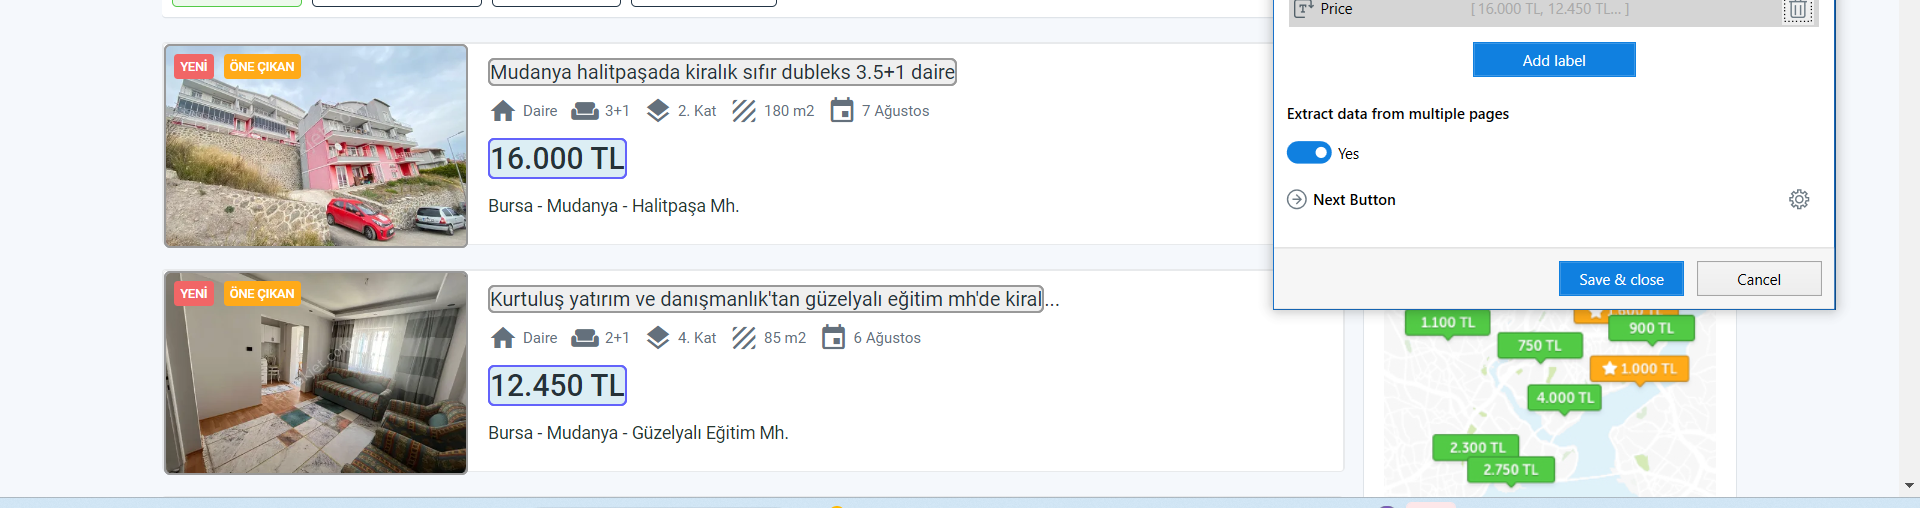 YENİ
ÖNE ÇIKAN
Mudanya halitpaşada kiralık sıfır dubleks 3.5+1 daire
Daire 3+1 2. Kat 180 m2 7 Ağustos
16.000 TL
Bursa - Mudanya - Halitpaşa Mh.
YENİ
ÖNE ÇIKAN
Kurtuluş yatırım ve danışmanlık'tan güzelyalı eğitim mh'de kiral...
Daire 2+1 4. Kat 85 m2 6 Ağustos
12.450 TL
Bursa - Mudanya - Güzelyalı Eğitim Mh.
Price [ 16.000 TL, 12.450 TL... ]
Add label
Extract data from multiple pages
Yes
Next Button
Save & close
Cancel
1.100 TL
900 TL
750 TL
1.000 TL
4.000 TL
2.300 TL
2.750 TL